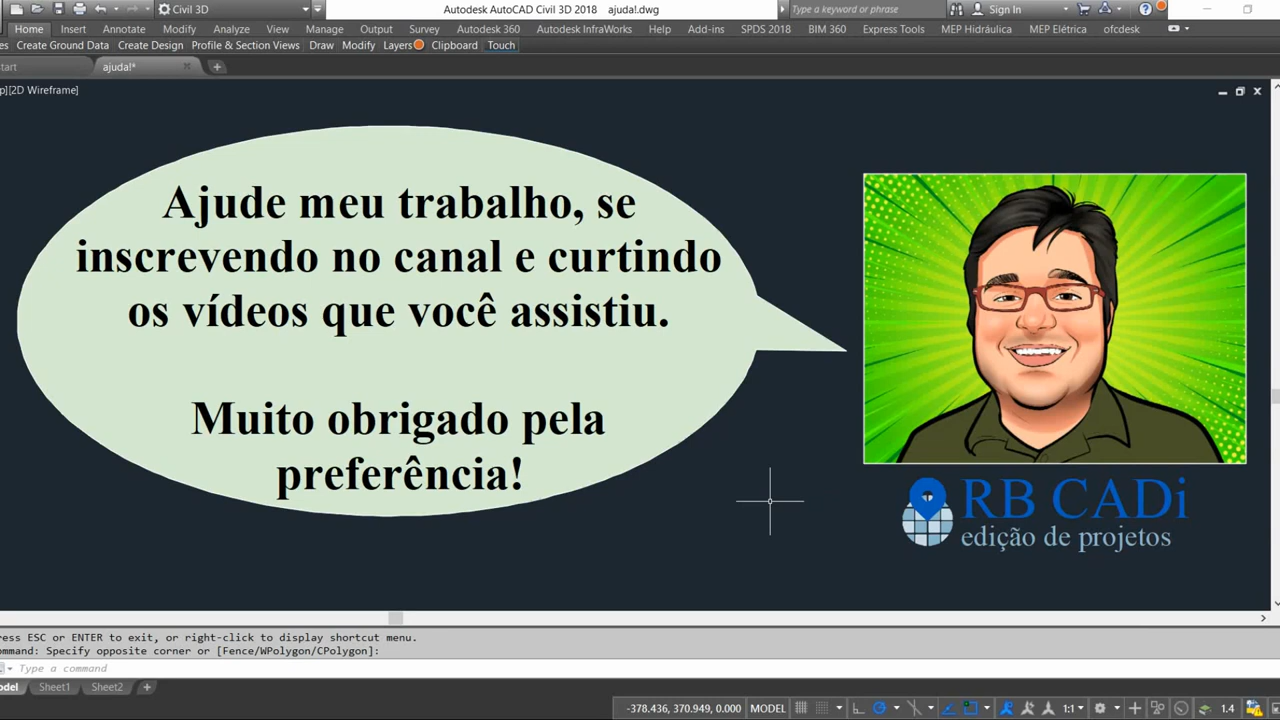 Civil 3D
Autodesk AutoCAD Civil 3D 2018 ajuda!.dwg
Type a keyword or phrase
Sign In
Home Insert Annotate Modify Analyze View Manage Output Survey Autodesk 360 Autodesk InfraWorks Help Add-ins SPDS 2018 BIM 360 Express Tools MEP Hidráulica MEP Elétrica ofcdesk
Create Ground Data Create Design Profile & Section Views Draw Modify Layers Clipboard Touch
tart ajuda!*
p][2D Wireframe]
Ajude meu trabalho, se
inscrevendo no canal e curtindo
os vídeos que você assistiu.
Muito obrigado pela
preferência!
RB CADi
edição de projetos
ress ESC or ENTER to exit, or right-click to display shortcut menu.
ommand: Specify opposite corner or [Fence/WPolygon/CPolygon]:
Type a command
odel Sheet1 Sheet2
-378.436, 370.949, 0.000 MODEL 1:1 1.4